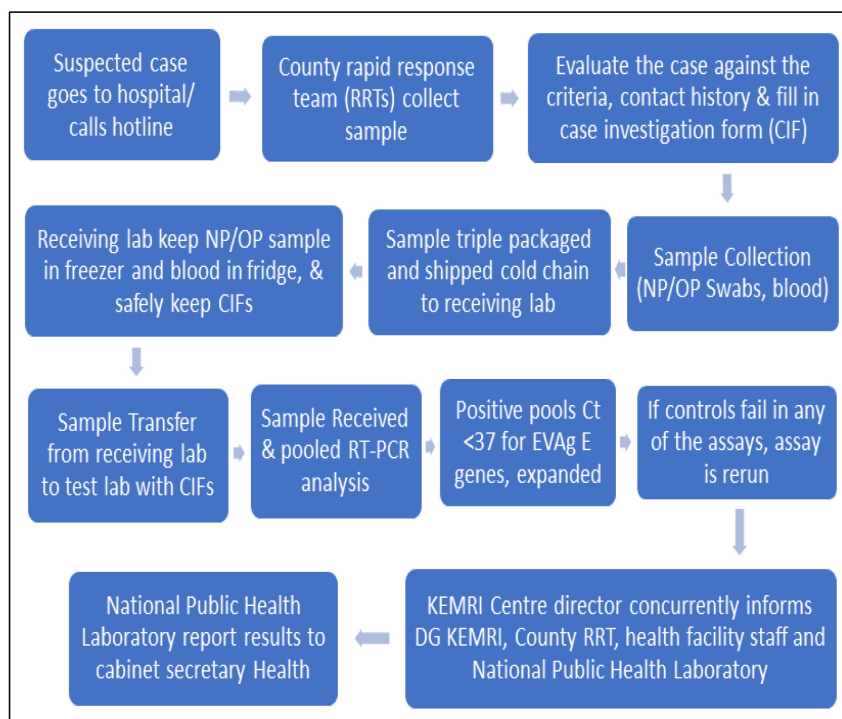 Suspected case
goes to hospital/
calls hotline
County rapid response
team (RRTs) collect
sample
Evaluate the case against the
criteria, contact history & fill in
case investigation form (CIF)
Sample Collection
(NP/OP Swabs, blood)
Sample triple packaged
and shipped cold chain
to receiving lab
Receiving lab keep NP/OP sample
in freezer and blood in fridge, &
safely keep CIFs
Sample Transfer
from receiving lab
to test lab with CIFs
Sample Received
& pooled RT-PCR
analysis
Positive pools Ct
<37 for EVAg E
genes, expanded
If controls fail in any
of the assays, assay
is rerun
KEMRI Centre director concurrently informs
DG KEMRI, County RRT, health facility staff and
National Public Health Laboratory
National Public Health
Laboratory report results to
cabinet secretary Health